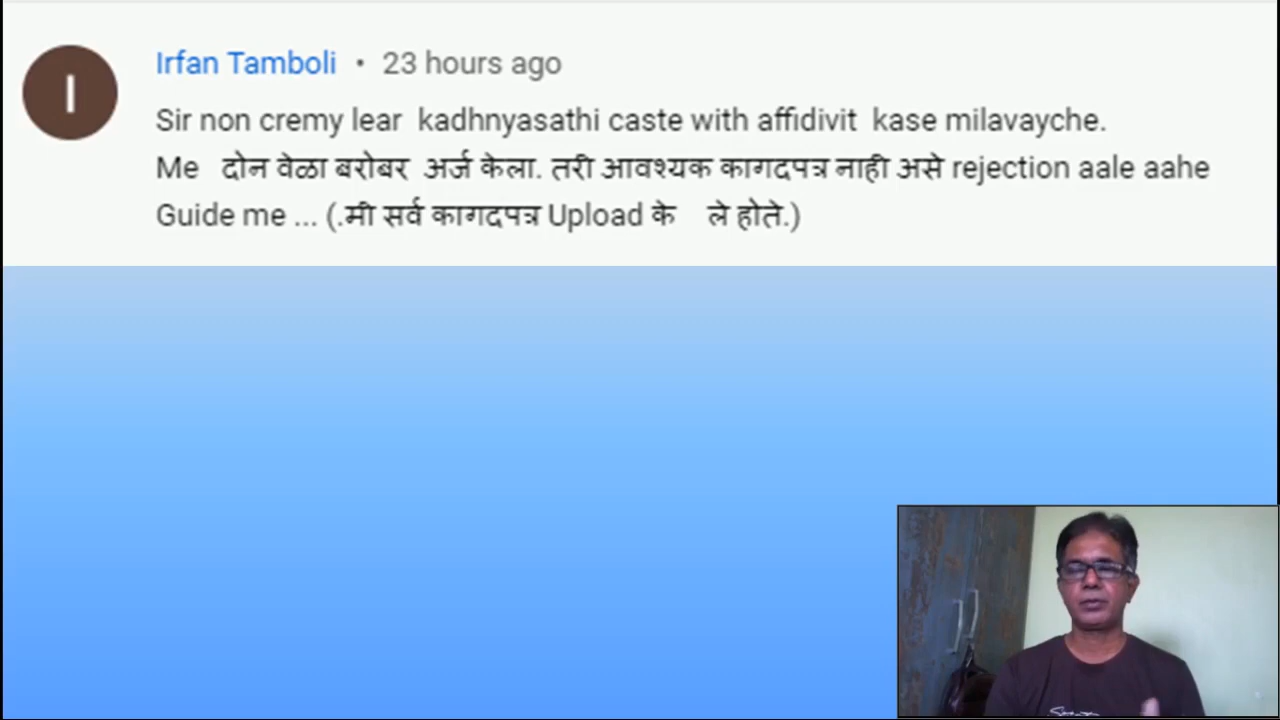 I
Irfan Tamboli • 23 hours ago
Sir non cremy lear kadhnyasathi caste with affidivit kase milavayche.
Me दोन वेळा बरोबर अर्ज केला. तरी आवश्यक कागदपत्र नाही असे rejection aale aahe
Guide me ... (.मी सर्व कागदपत्र Upload के ले होते.)